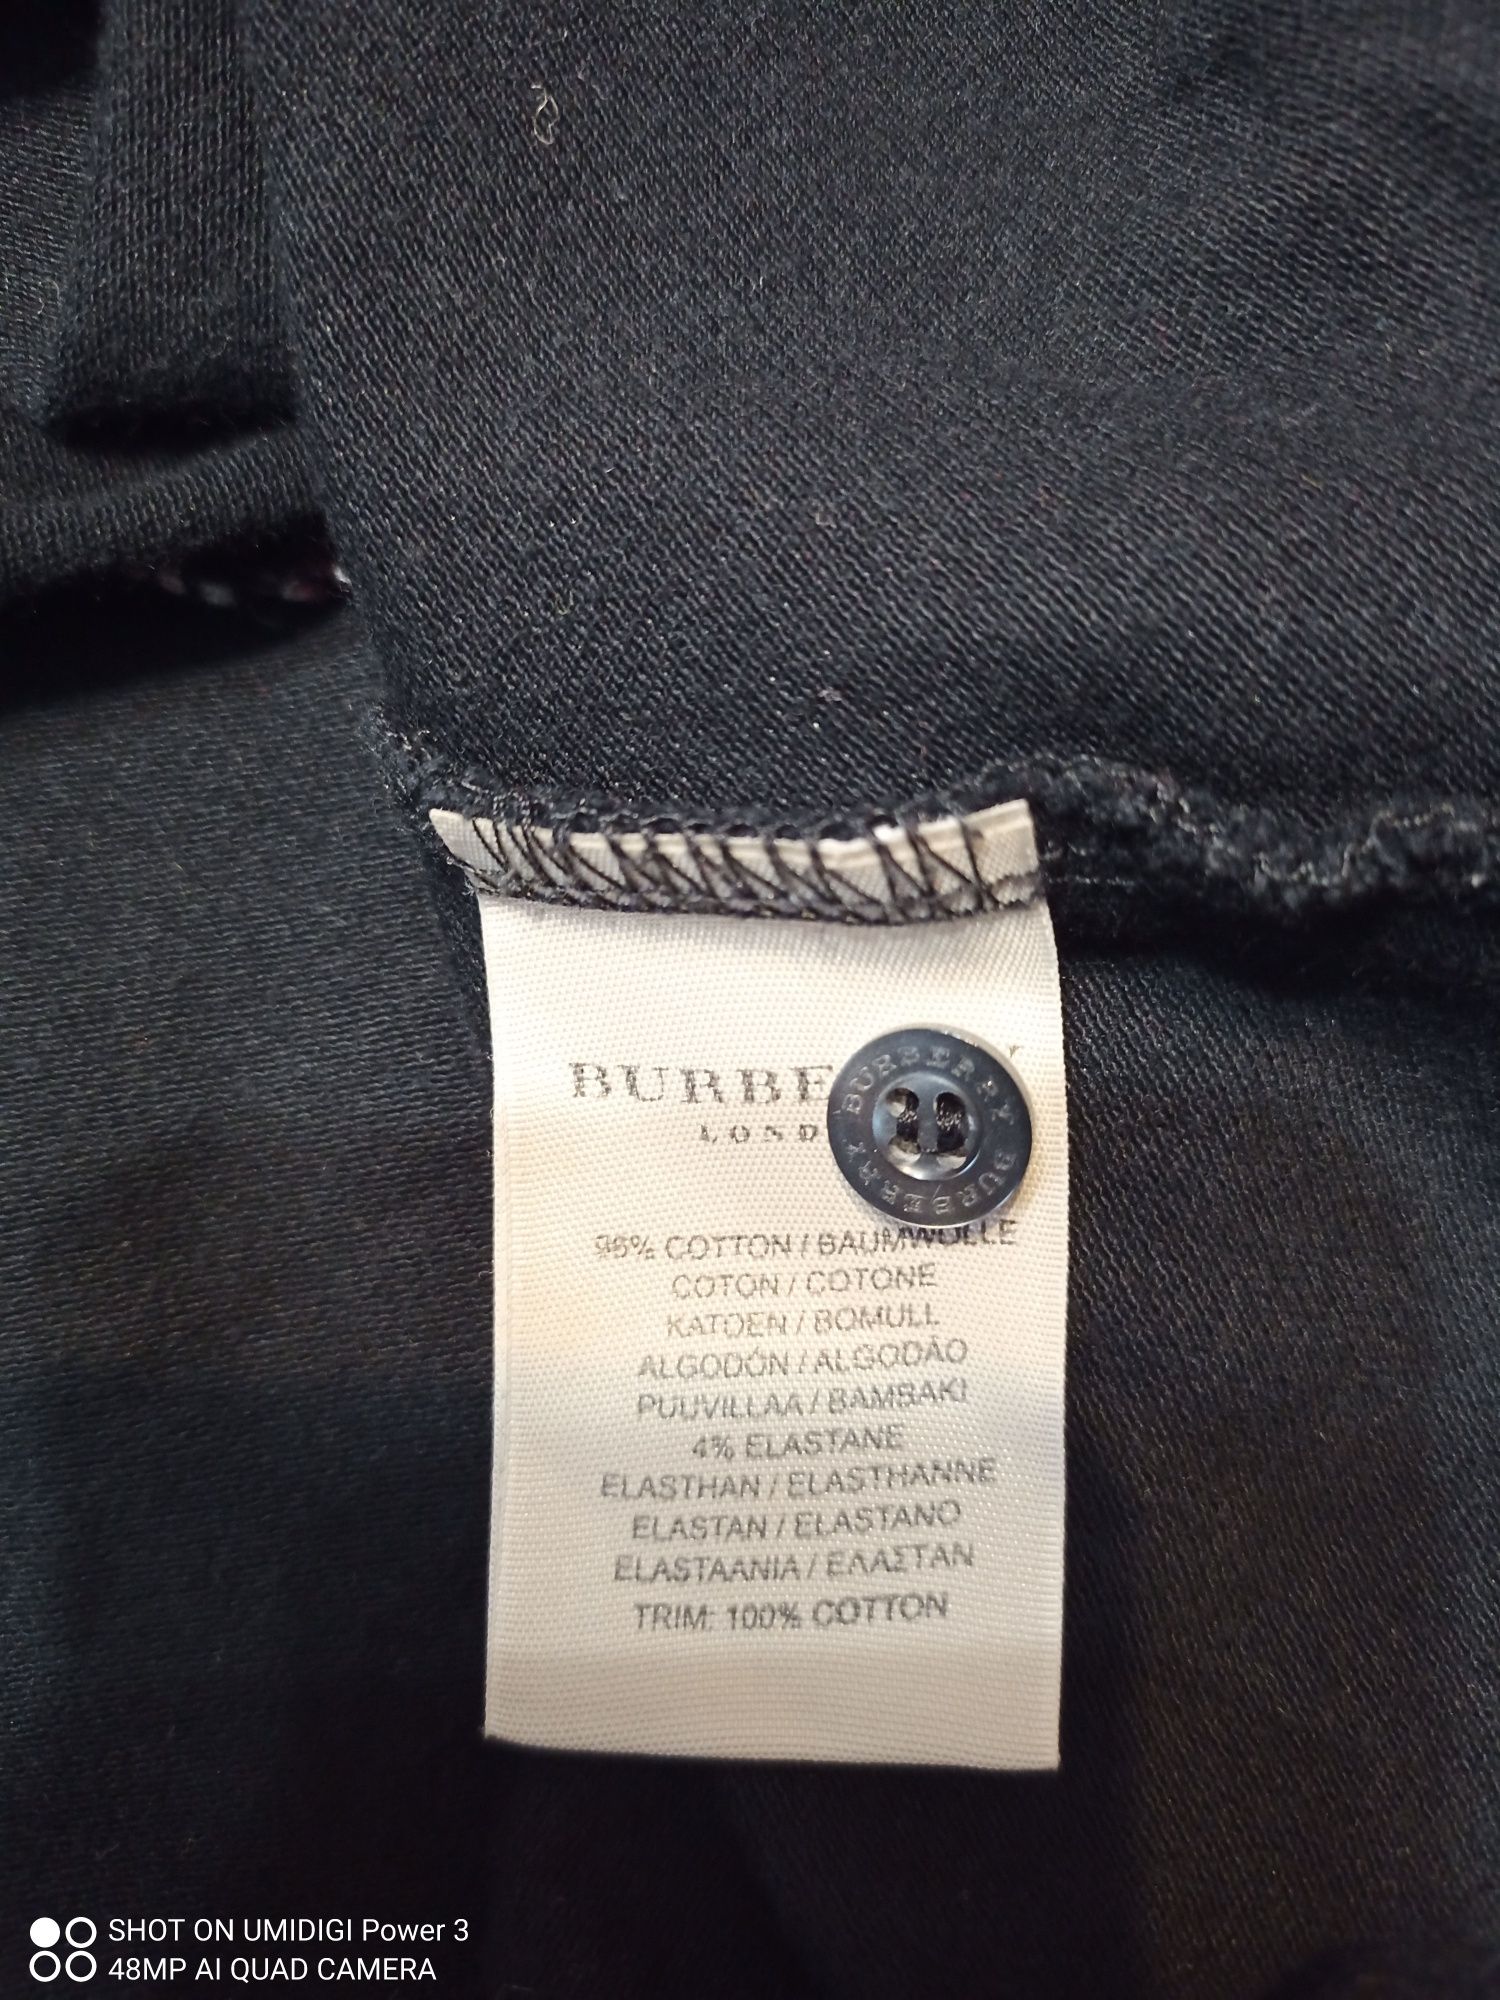 BURBE
LOND
BURBERRY BURBERRY
96% COTTON / BAUMWOLLE
COTON / COTONE
KATOEN / BOMULL
ALGODÓN / ALGODÃO
PUUVILLAA / BAMBAKI
4% ELASTANE
ELASTHAN / ELASTHANNE
ELASTAN / ELASTANO
ELASTAANIA / ΕΛΑΣΤΑΝ
TRIM: 100% COTTON
SHOT ON UMIDIGI Power 3
48MP AI QUAD CAMERA